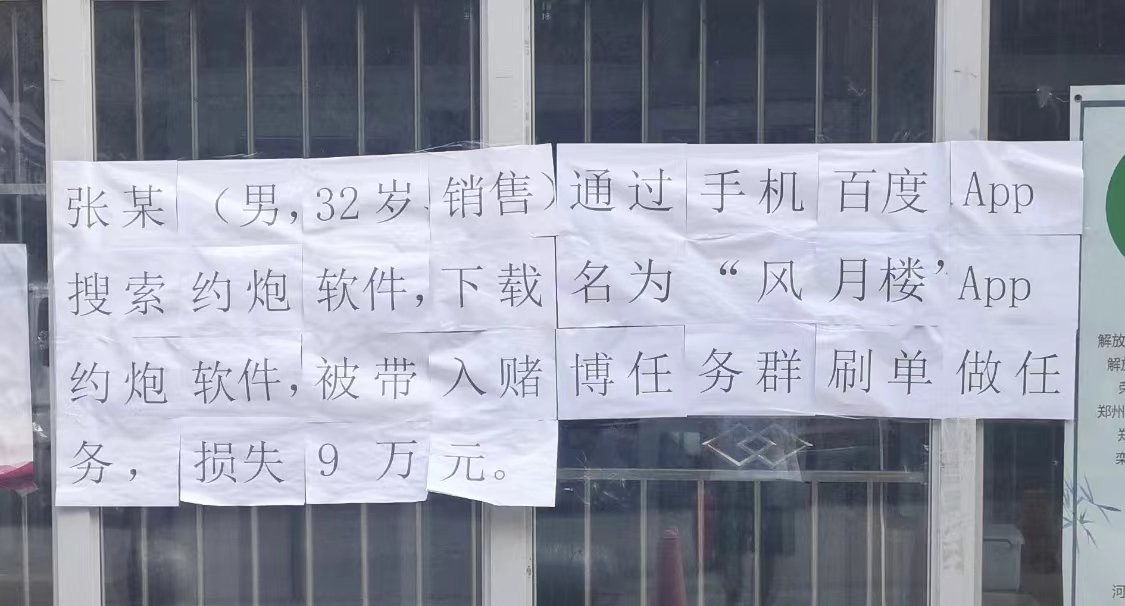 张某（男，32岁、销售）通过手机百度App
搜索约炮软件，下载名为“风月楼”App
约炮软件，被带入赌博任务群刷单做任
务，损失9万元。
解放
解放
郑州
郑
栾
河